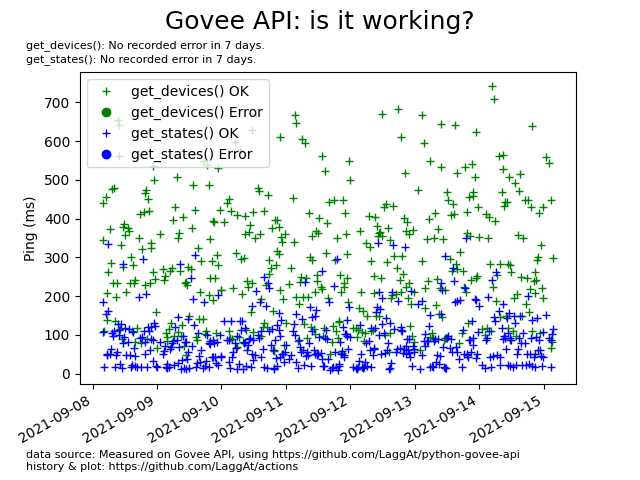 Govee API: is it working?
get_devices(): No recorded error in 7 days.
get_states(): No recorded error in 7 days.
get_devices() OK
get_devices() Error
get_states() OK
get_states() Error
Ping (ms)
700
600
500
400
300
200
100
0
2021-09-08
2021-09-09
2021-09-10
2021-09-11
2021-09-12
2021-09-13
2021-09-14
2021-09-15
data source: Measured on Govee API, using https://github.com/LaggAt/python-govee-api
history & plot: https://github.com/LaggAt/actions